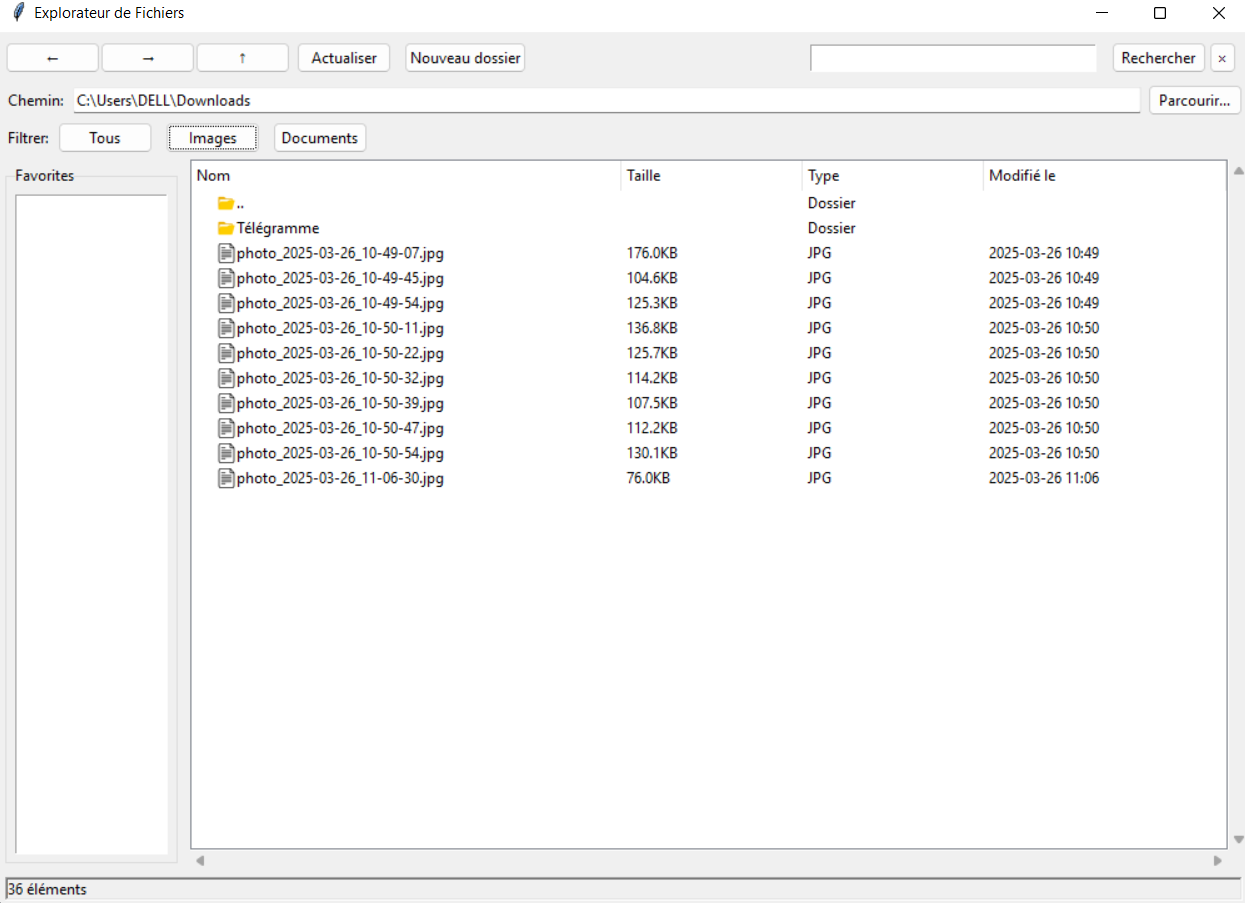 Explorateur de Fichiers
← → ↑ Actualiser Nouveau dossier Rechercher ×
Chemin: C:\Users\DELL\Downloads Parcourir...
Filtrer: Tous Images Documents
Favorites
Nom Taille Type Modifié le
.. Dossier
Télégramme Dossier
photo_2025-03-26_10-49-07.jpg 176.0KB JPG 2025-03-26 10:49
photo_2025-03-26_10-49-45.jpg 104.6KB JPG 2025-03-26 10:49
photo_2025-03-26_10-49-54.jpg 125.3KB JPG 2025-03-26 10:49
photo_2025-03-26_10-50-11.jpg 136.8KB JPG 2025-03-26 10:50
photo_2025-03-26_10-50-22.jpg 125.7KB JPG 2025-03-26 10:50
photo_2025-03-26_10-50-32.jpg 114.2KB JPG 2025-03-26 10:50
photo_2025-03-26_10-50-39.jpg 107.5KB JPG 2025-03-26 10:50
photo_2025-03-26_10-50-47.jpg 112.2KB JPG 2025-03-26 10:50
photo_2025-03-26_10-50-54.jpg 130.1KB JPG 2025-03-26 10:50
photo_2025-03-26_11-06-30.jpg 76.0KB JPG 2025-03-26 11:06
36 éléments